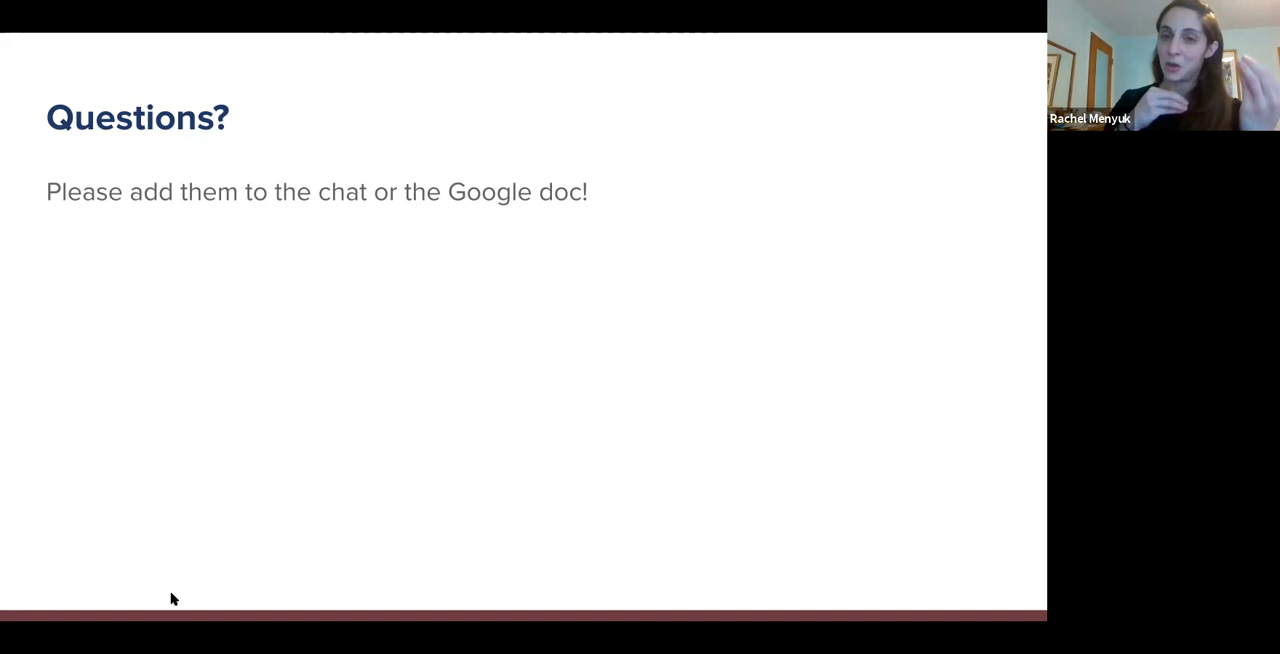 Questions?
Please add them to the chat or the Google doc!
Rachel Menyuk